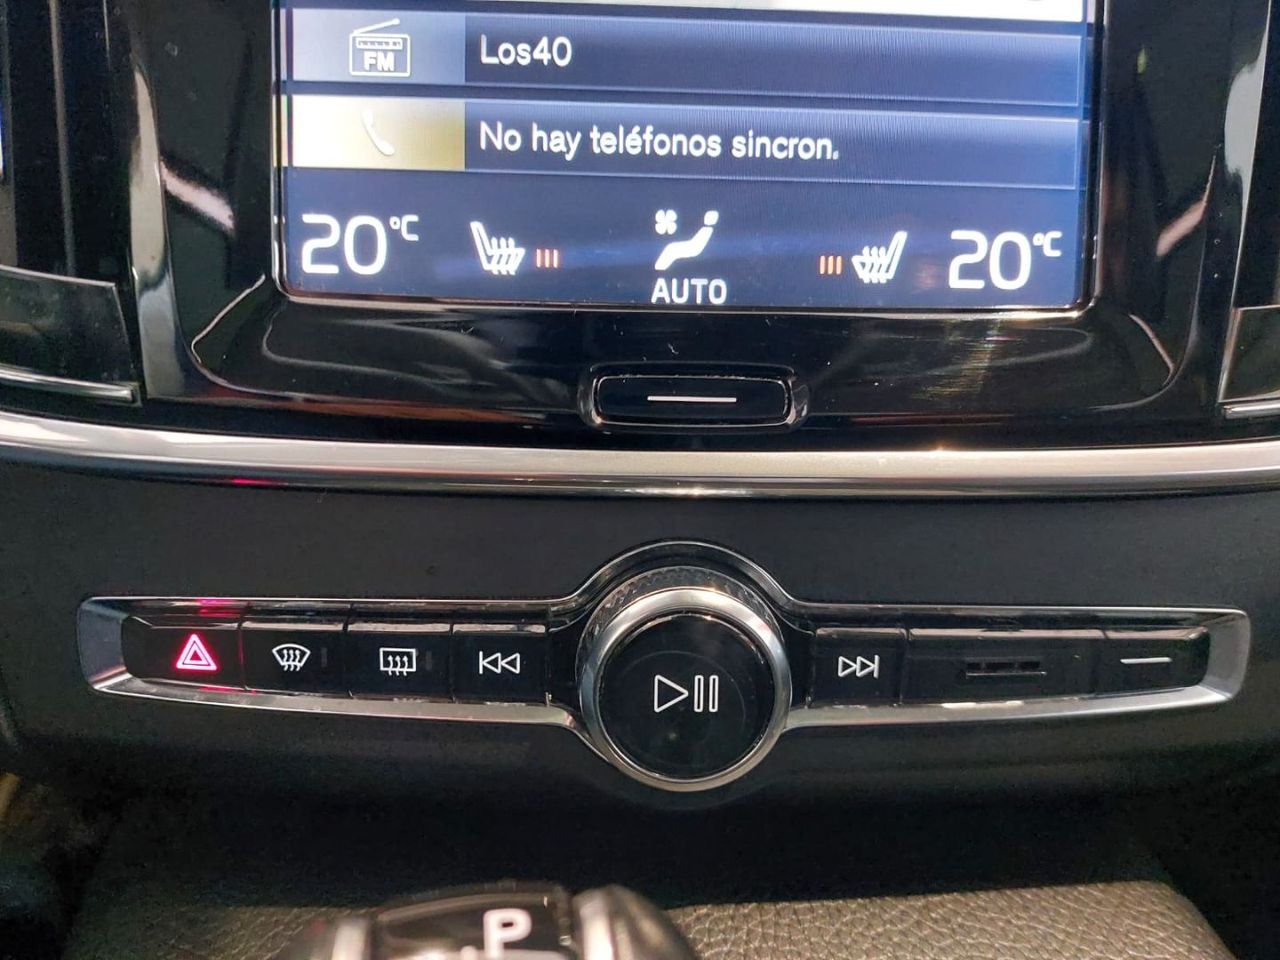 FM
Los40
No hay teléfonos sincron.
20°C
AUTO
20°C
P